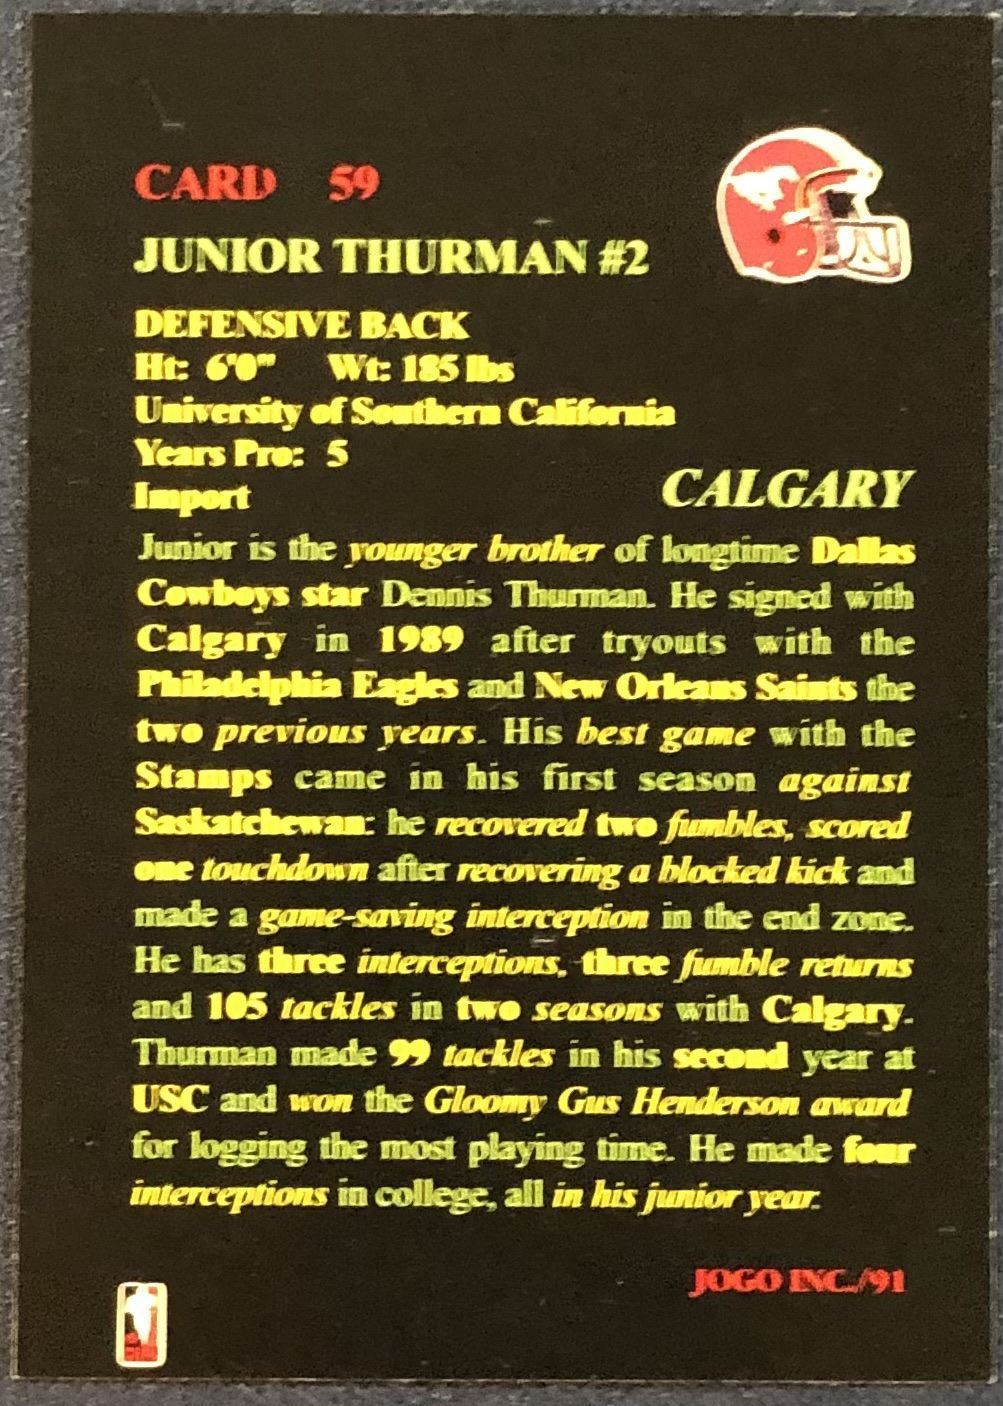 CARD 59
JUNIOR THURMAN #2
DEFENSIVE BACK
Ht: 6'0" Wt: 185 lbs
University of Southern California
Years Pro: 5
Import
CALGARY
Junior is the younger brother of longtime Dallas
Cowboys star Dennis Thurman. He signed with
Calgary in 1989 after tryouts with the
Philadelphia Eagles and New Orleans Saints the
two previous years. His best game with the
Stamps came in his first season against
Saskatchewan: he recovered two fumbles, scored
one touchdown after recovering a blocked kick and
made a game-saving interception in the end zone.
He has three interceptions, three fumble returns
and 105 tackles in two seasons with Calgary.
Thurman made 99 tackles in his second year at
USC and won the Gloomy Gus Henderson award
for logging the most playing time. He made four
interceptions in college, all in his junior year.
JOGO INC./91